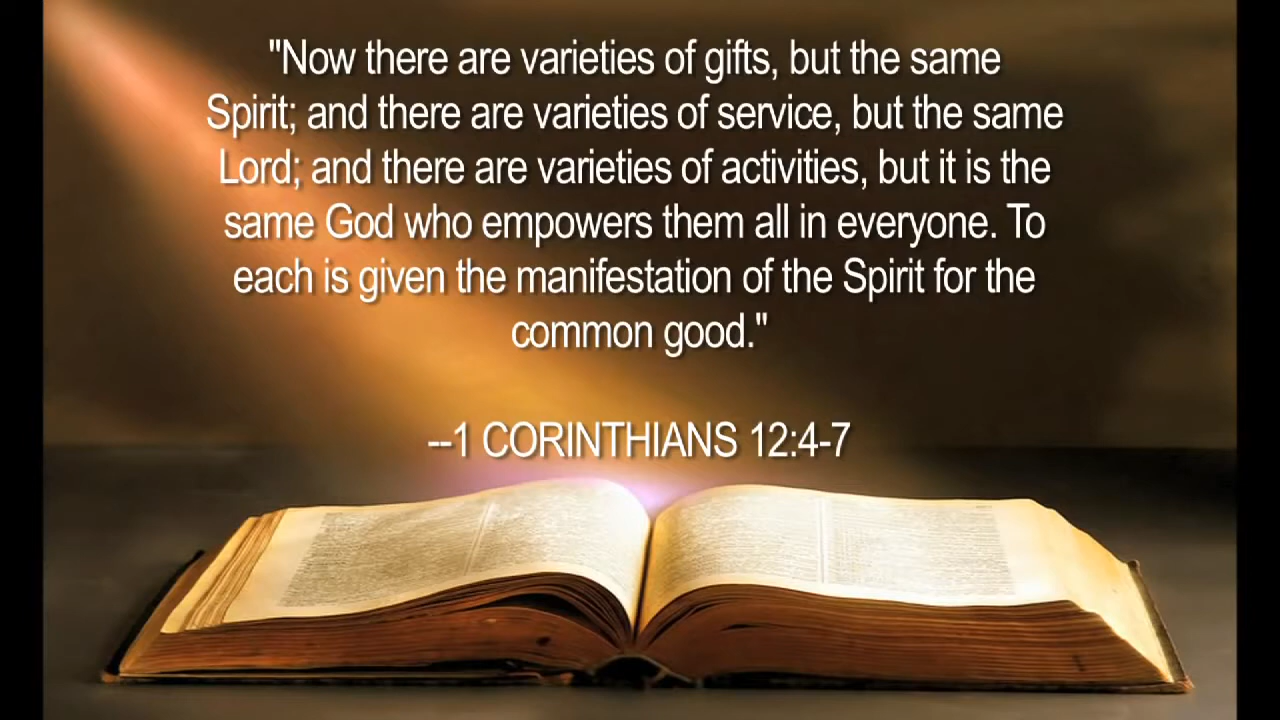 "Now there are varieties of gifts, but the same
Spirit; and there are varieties of service, but the same
Lord; and there are varieties of activities, but it is the
same God who empowers them all in everyone. To
each is given the manifestation of the Spirit for the
common good."
--1 CORINTHIANS 12:4-7